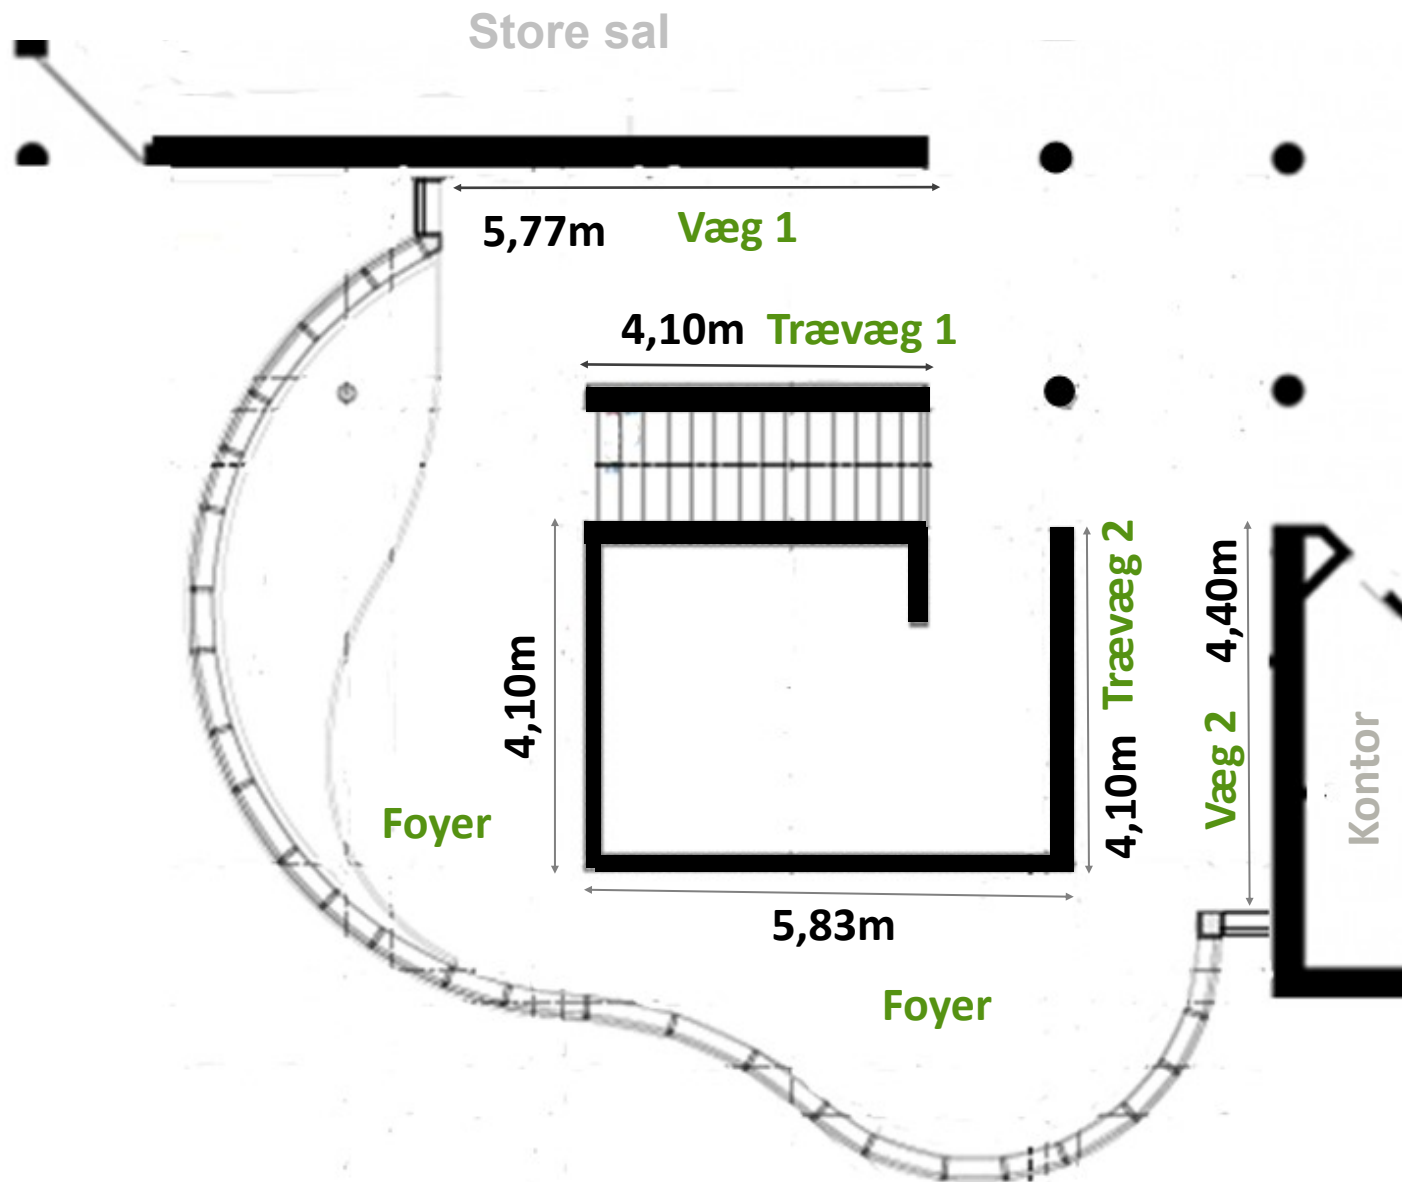 Store sal
5,77m
Væg 1
4,10m Trævæg 1
4,10m
4,10m Trævæg 2
Væg 2
4,40m
Kontor
Foyer
5,83m
Foyer